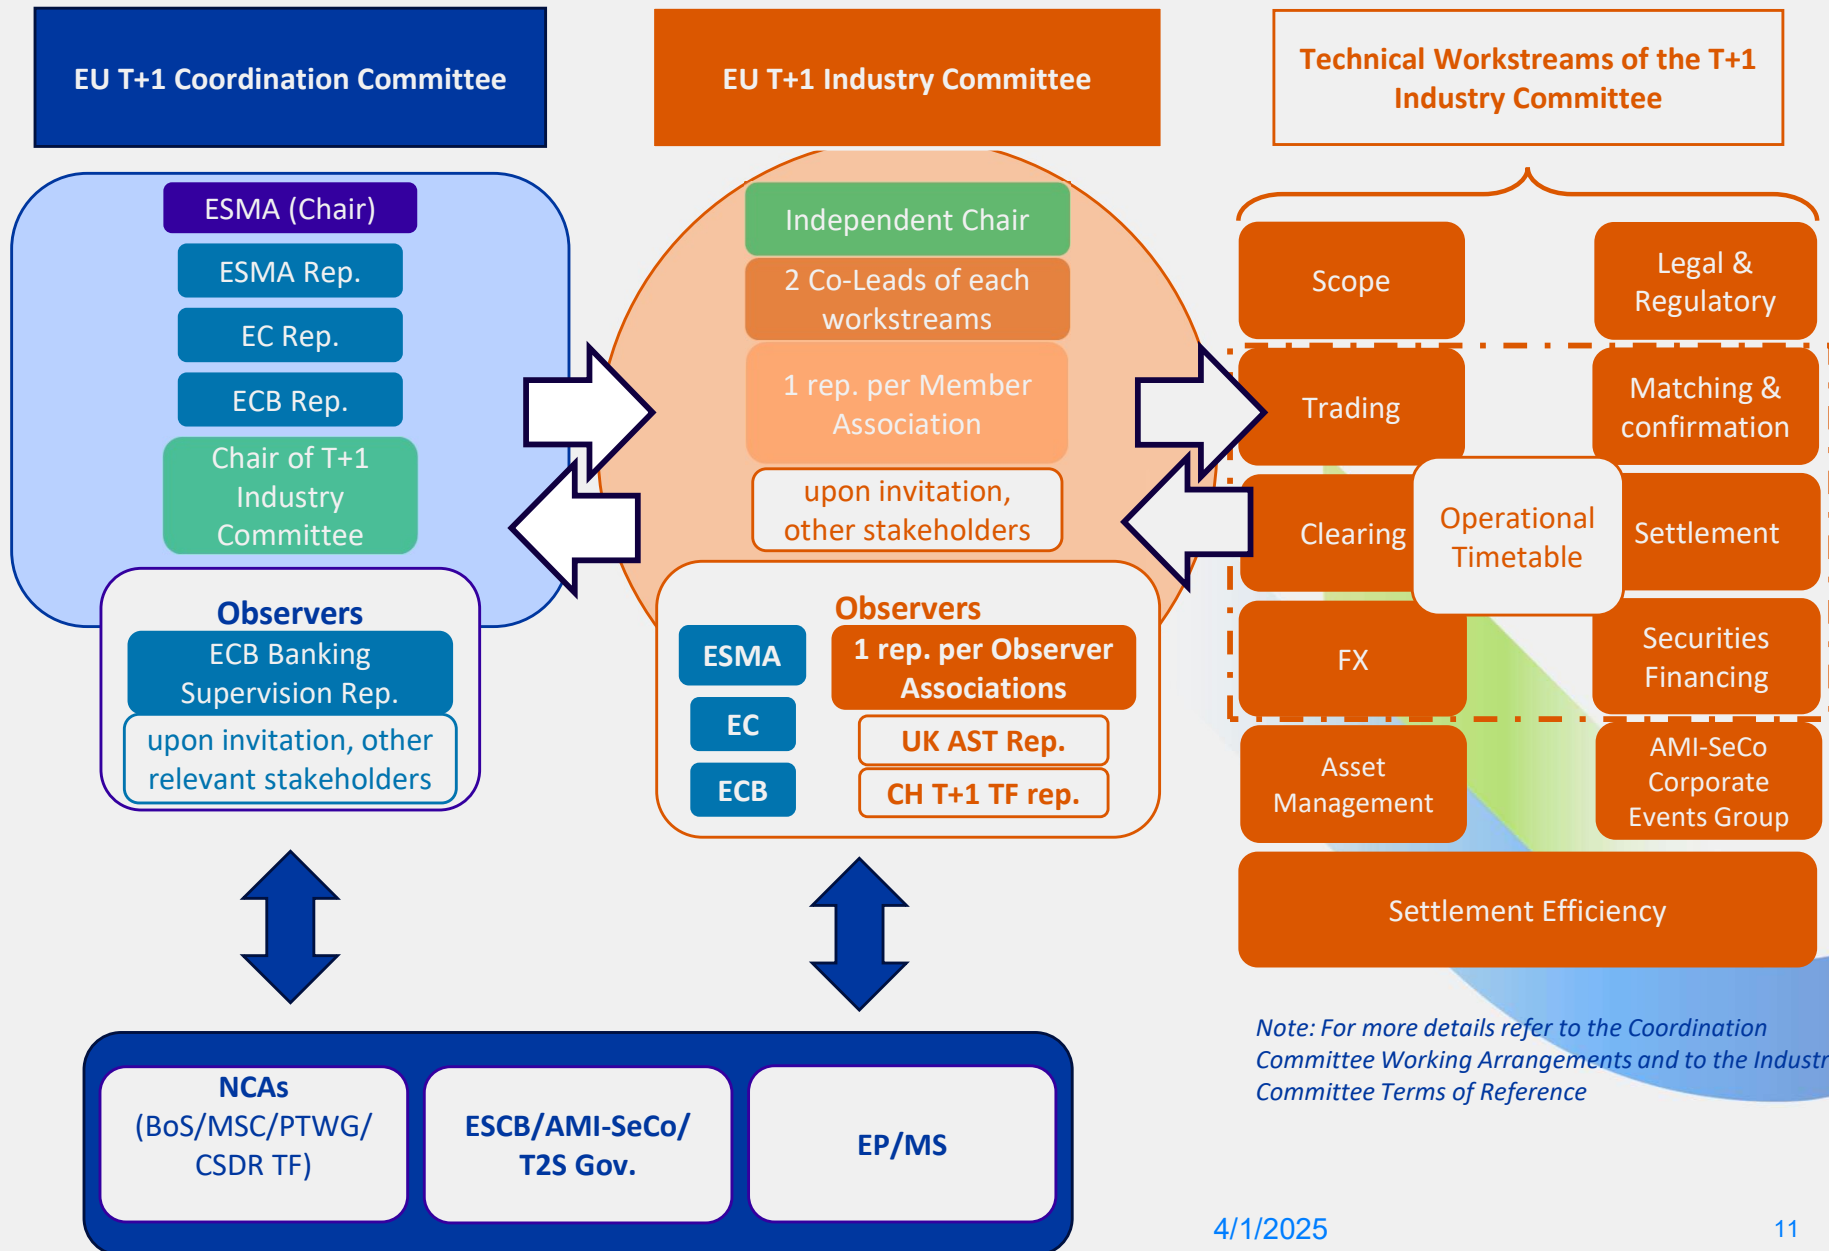 EU T+1 Coordination Committee
ESMA (Chair)
ESMA Rep.
EC Rep.
ECB Rep.
Chair of T+1
Industry
Committee
Observers
ECB Banking
Supervision Rep.
upon invitation, other
relevant stakeholders
EU T+1 Industry Committee
Independent Chair
2 Co-Leads of each
workstreams
1 rep. per Member
Association
upon invitation,
other stakeholders
Observers
ESMA
EC
ECB
1 rep. per Observer
Associations
UK AST Rep.
CH T+1 TF rep.
Technical Workstreams of the T+1
Industry Committee
Scope
Legal &
Regulatory
Trading
Matching &
confirmation
Clearing
Operational
Timetable
Settlement
FX
Securities
Financing
Asset
Management
AMI-SeCo
Corporate
Events Group
Settlement Efficiency
NCAs
(BoS/MSC/PTWG/
CSDR TF)
ESCB/AMI-SeCo/
T2S Gov.
EP/MS
Note: For more details refer to the Coordination
Committee Working Arrangements and to the Industr
Committee Terms of Reference
4/1/2025
11